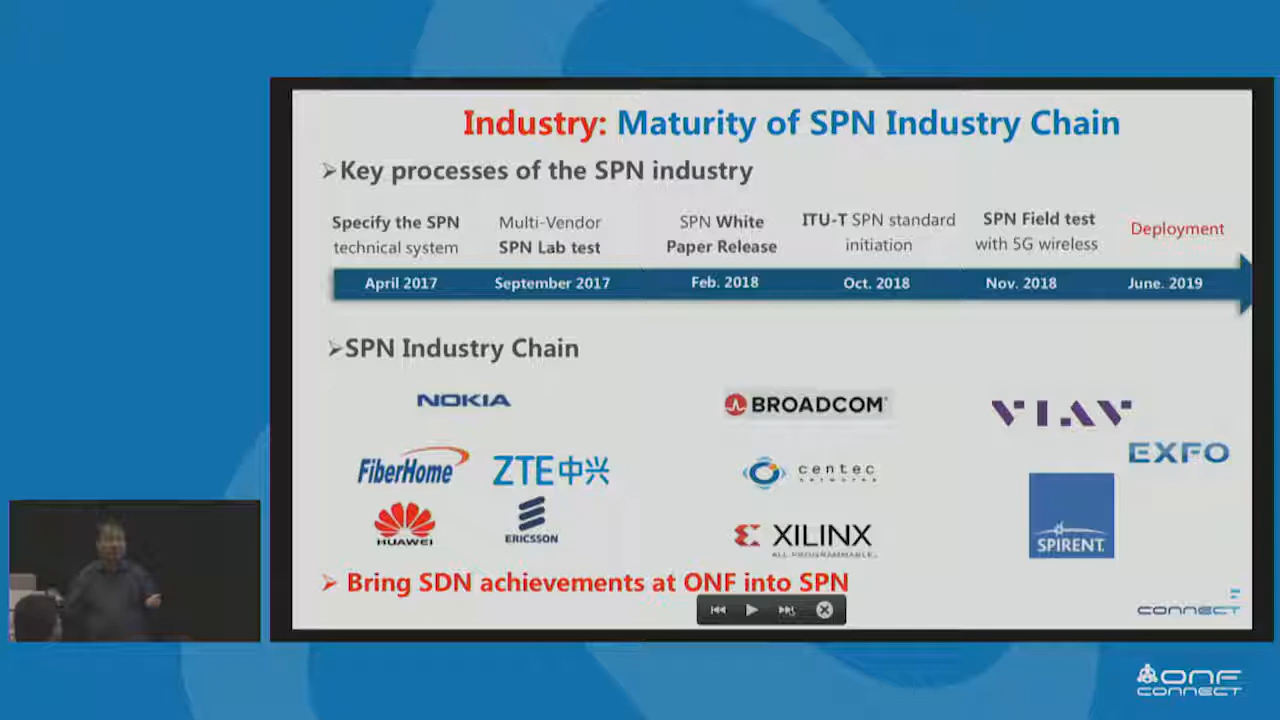 Industry: Maturity of SPN Industry Chain
➢Key processes of the SPN industry
Specify the SPN
technical system
Multi-Vendor
SPN Lab test
SPN White
Paper Release
ITU-T SPN standard
initiation
SPN Field test
with 5G wireless
Deployment
April 2017
September 2017
Feb. 2018
Oct. 2018
Nov. 2018
June. 2019
➢SPN Industry Chain
NOKIA
BROADCOM
VIAVI
EXFO
FiberHome
ZTE中兴
centec
networks
HUAWEI
ERICSSON
XILINX
ALL PROGRAMMABLE
SPIRENT
➢ Bring SDN achievements at ONF into SPN
CONNECT
ONF
CONNECT